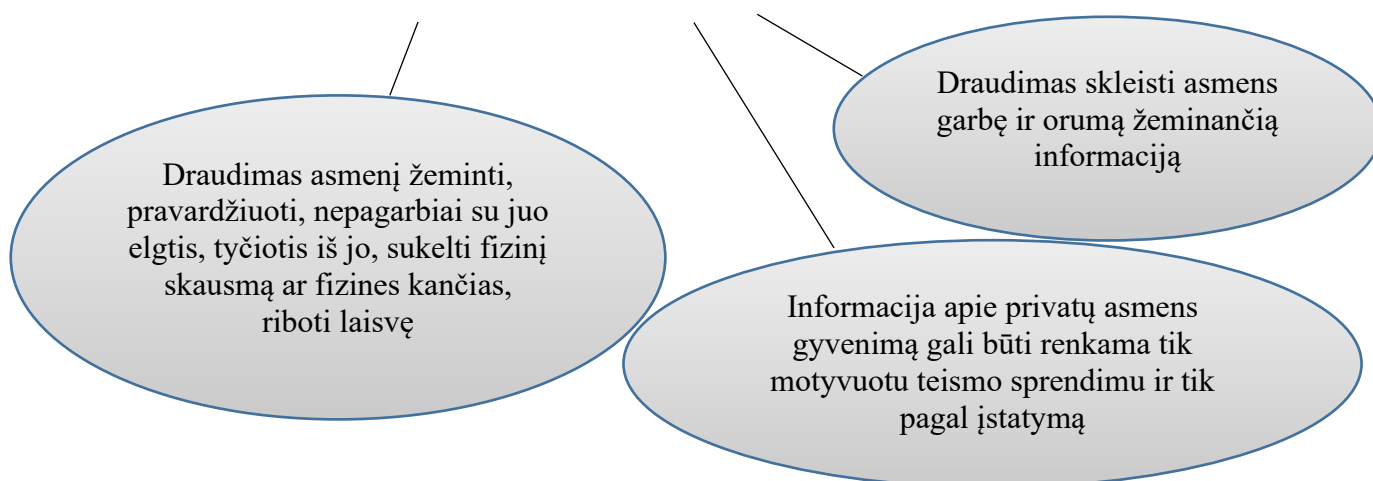 Draudimas skleisti asmens
garbę ir orumą žeminančią
informaciją
Draudimas asmenį žeminti,
pravardžiuoti, nepagarbiai su juo
elgtis, tyčiotis iš jo, sukelti fizinį
skausmą ar fizines kančias,
riboti laisvę
Informacija apie privatų asmens
gyvenimą gali būti renkama tik
motyvuotu teismo sprendimu ir tik
pagal įstatymą